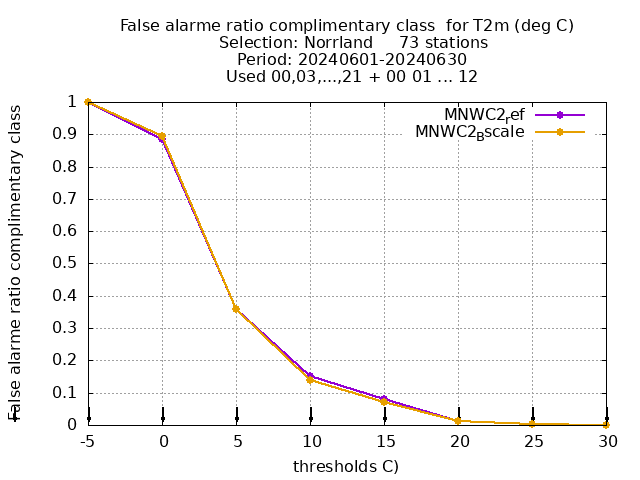 False alarme ratio complimentary class  for T2m (deg C)
Selection: Norrland     73 stations
Period: 20240601-20240630
Used 00,03,...,21 + 00 01 ... 12
MNWC2ref
MNWC2Bscale
False alarme ratio complimentary class
1
0.9
0.8
0.7
0.6
0.5
0.4
0.3
0.2
0.1
0
-5 0 5 10 15 20 25 30
thresholds C)